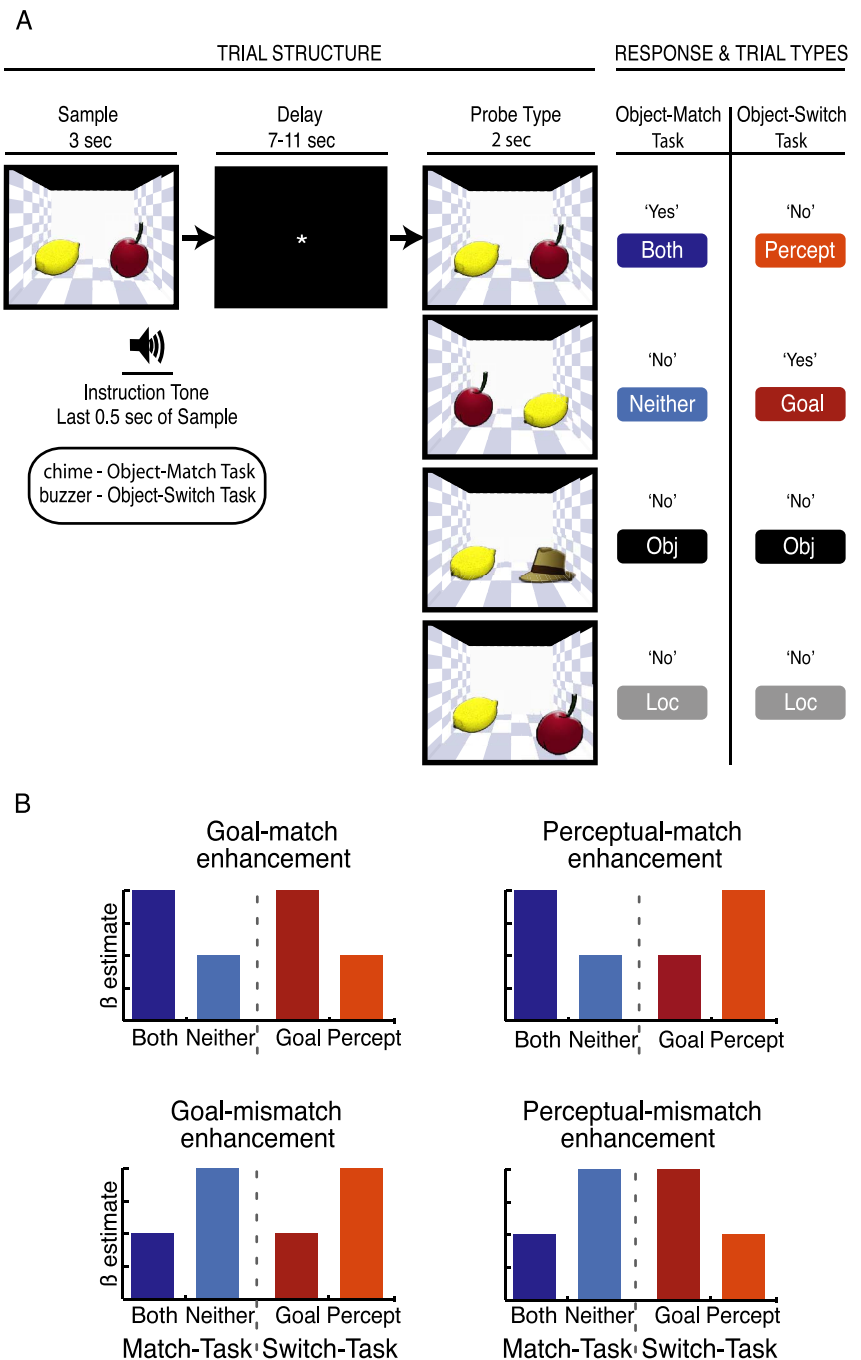 A
TRIAL STRUCTURE
RESPONSE & TRIAL TYPES
Sample
3 sec
Delay
7-11 sec
Probe Type
2 sec
Object-Match
Task
Object-Switch
Task
*
‘Yes’
Both
‘No’
Percept
Instruction Tone
Last 0.5 sec of Sample
chime - Object-Match Task
buzzer - Object-Switch Task
‘No’
Neither
‘Yes’
Goal
‘No’
Obj
‘No’
Obj
‘No’
Loc
‘No’
Loc
B
Goal-match
enhancement
ß estimate
Both Neither Goal Percept
Perceptual-match
enhancement
Both Neither Goal Percept
Goal-mismatch
enhancement
ß estimate
Both Neither Goal Percept
Match-Task Switch-Task
Perceptual-mismatch
enhancement
Both Neither Goal Percept
Match-Task Switch-Task